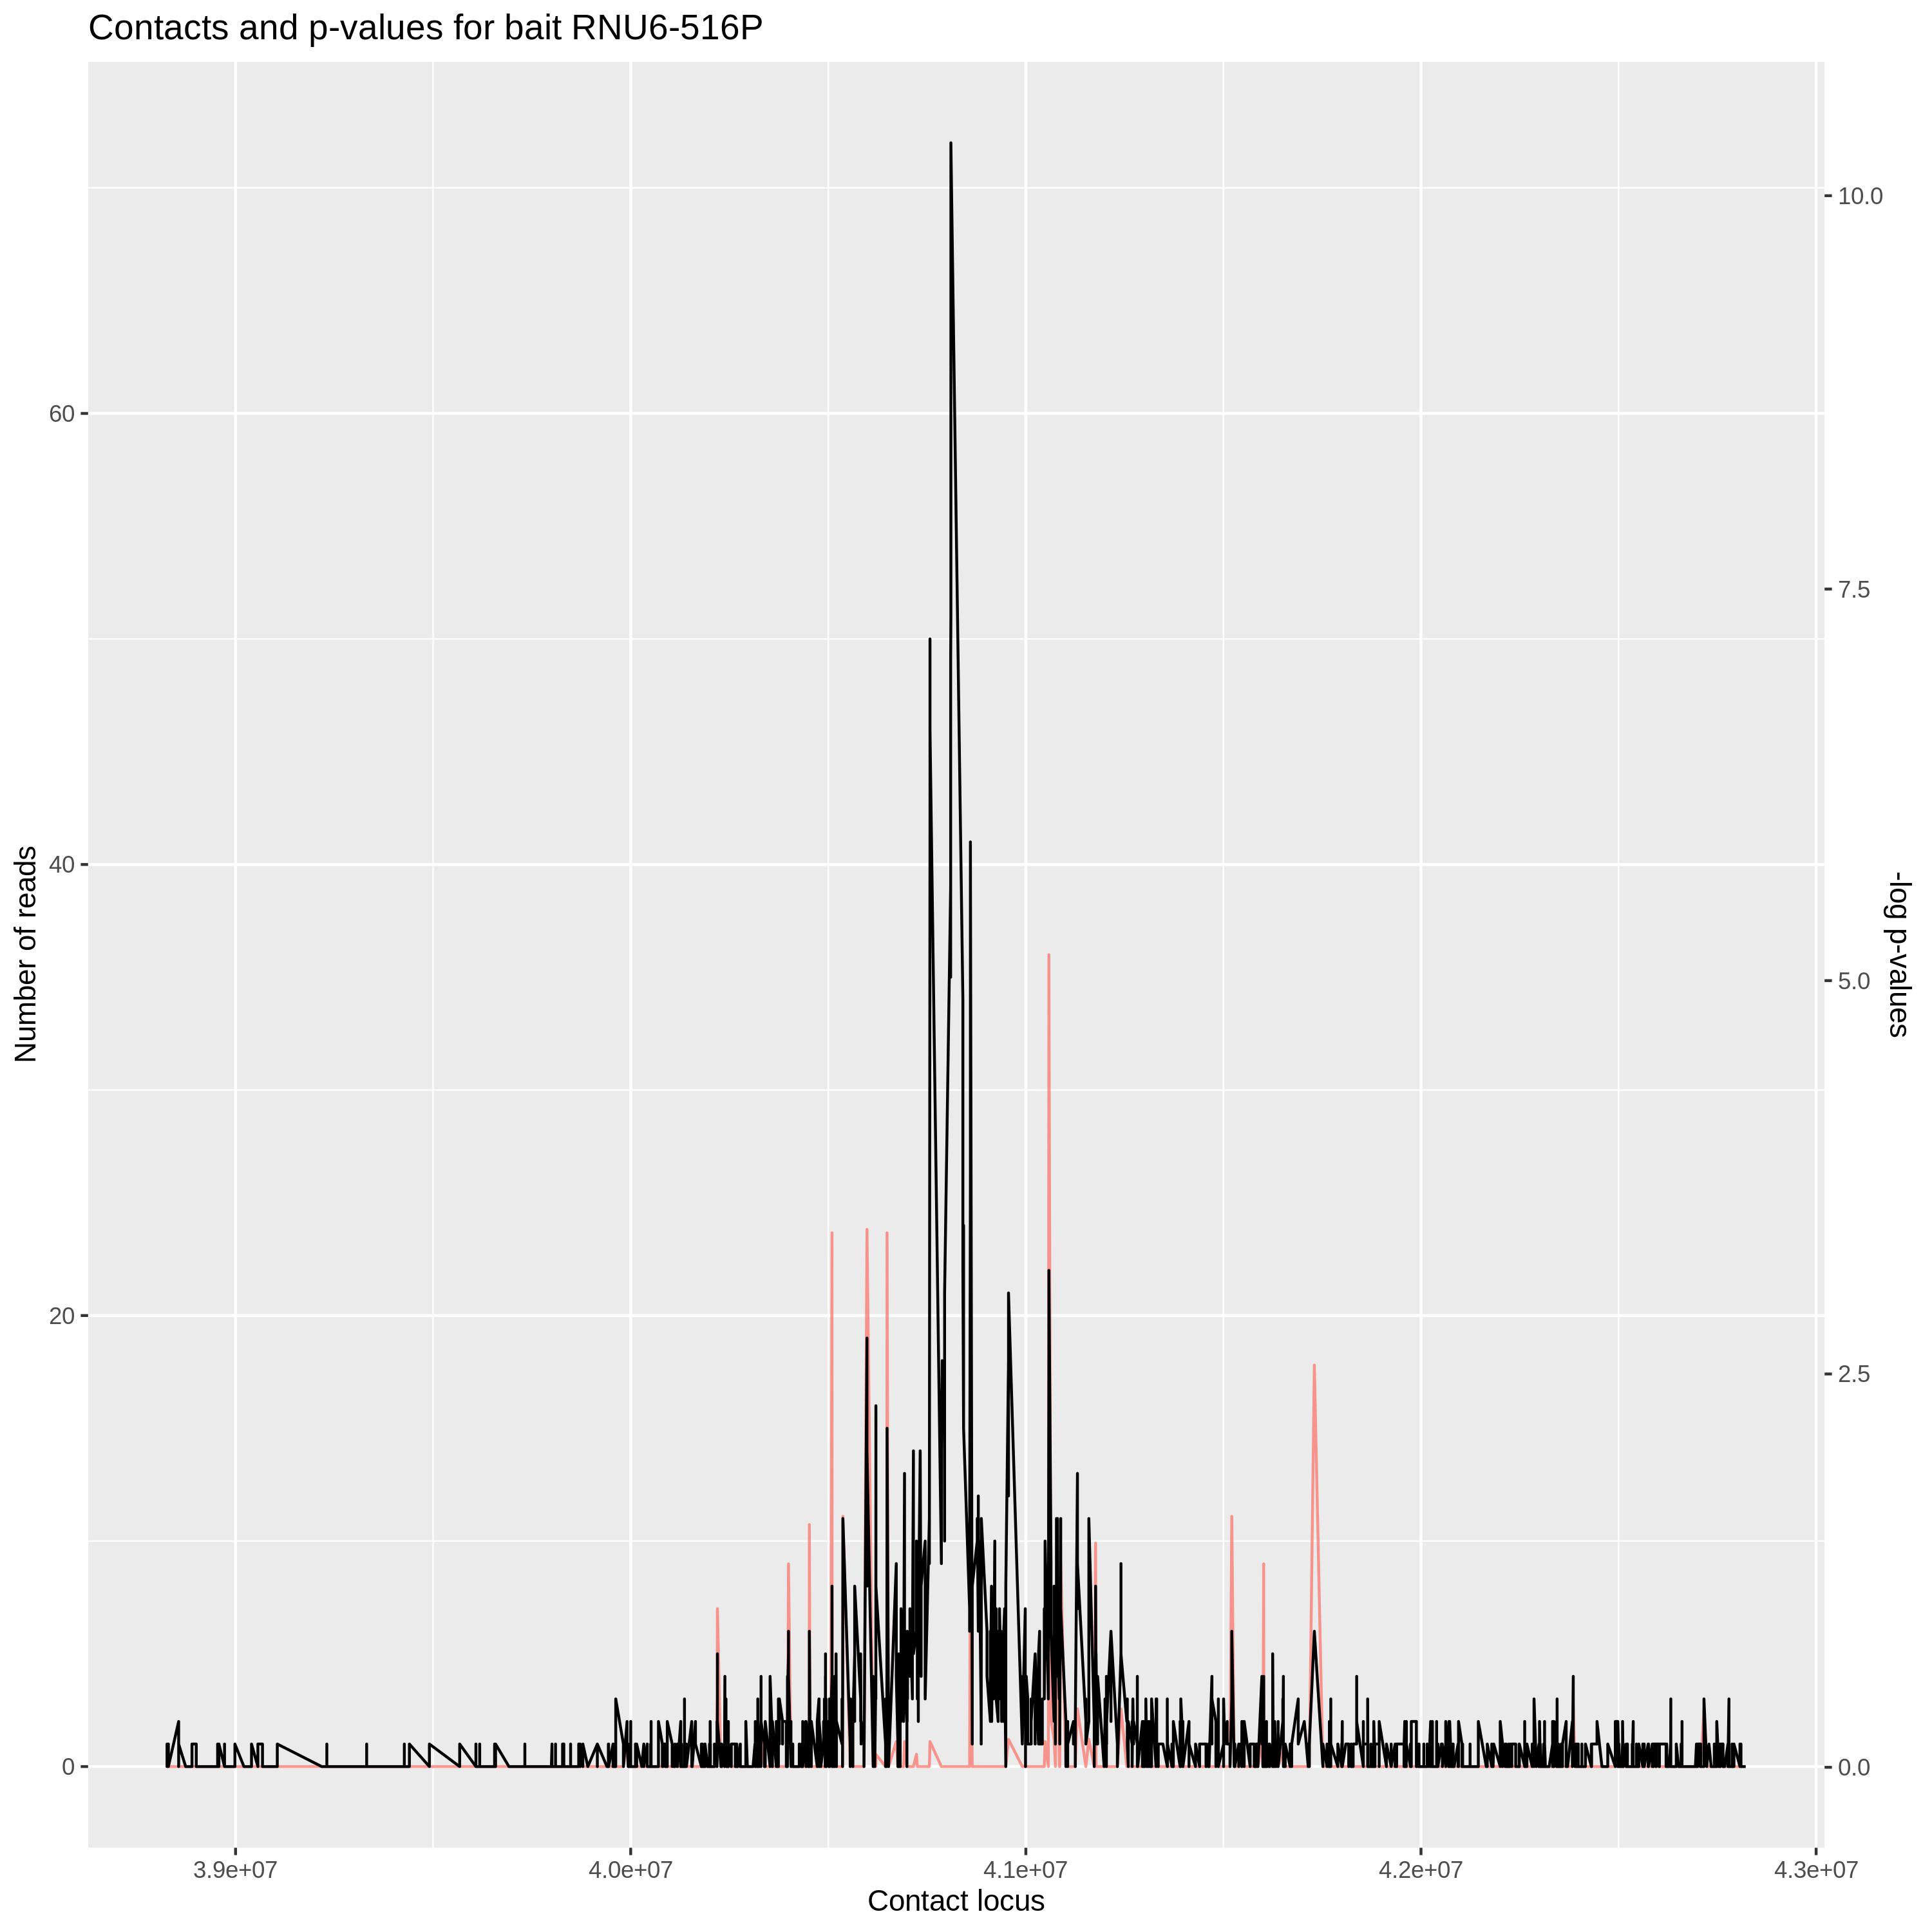 Contacts and p-values for bait RNU6-516P
Number of reads
60
40
20
0
10.0
7.5
5.0
2.5
0.0
-log p-values
3.9e+07
4.0e+07
4.1e+07
4.2e+07
4.3e+07
Contact locus